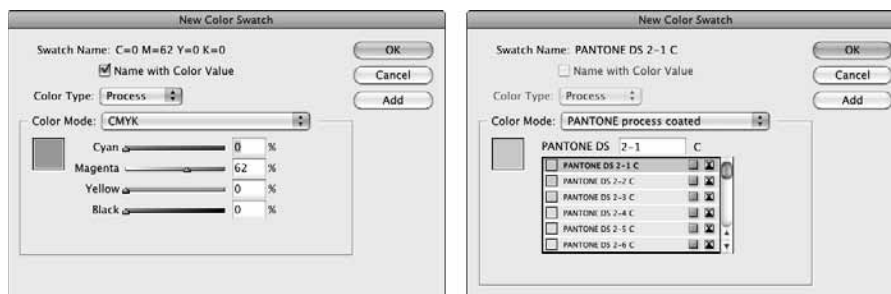 New Color Swatch
Swatch Name: C=0 M=62 Y=0 K=0
Name with Color Value
Color Type: Process
Color Mode: CMYK
Cyan 0 %
Magenta 62 %
Yellow 0 %
Black 0 %
OK
Cancel
Add
New Color Swatch
Swatch Name: PANTONE DS 2-1 C
Name with Color Value
Color Type: Process
Color Mode: PANTONE process coated
PANTONE DS 2-1 C
PANTONE DS 2-1 C
PANTONE DS 2-2 C
PANTONE DS 2-3 C
PANTONE DS 2-4 C
PANTONE DS 2-5 C
PANTONE DS 2-6 C
OK
Cancel
Add